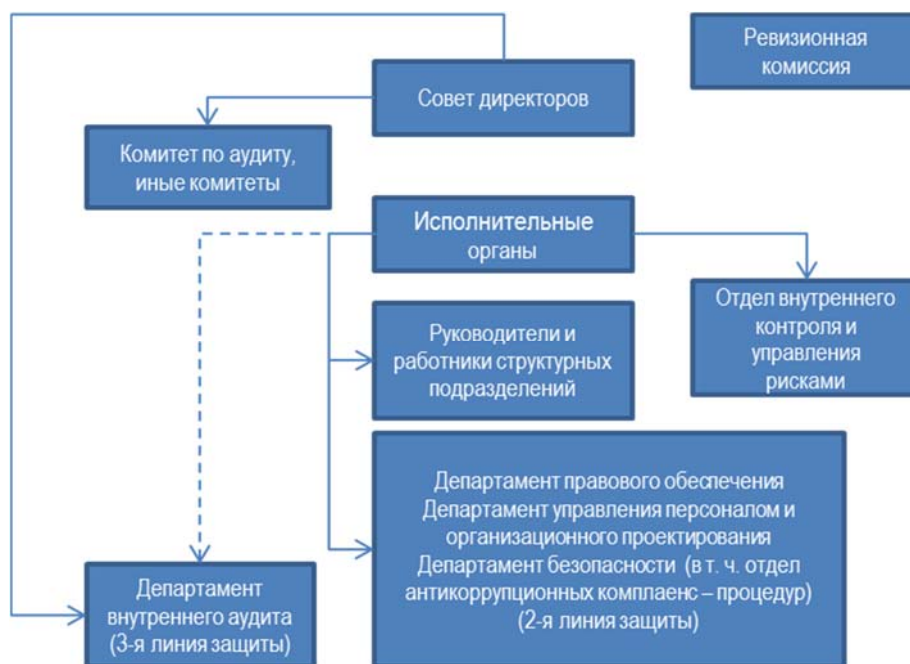 Ревизионная
комиссия
Совет директоров
Комитет по аудиту,
иные комитеты
Исполнительные
органы
Отдел внутреннего
контроля и
управления
рисками
Руководители и
работники структурных
подразделений
Департамент правового обеспечения
Департамент управления персоналом и
организационного проектирования
Департамент безопасности (в т. ч. отдел
антикоррупционных комплаенс – процедур)
(2-я линия защиты)
Департамент
внутреннего аудита
(3-я линия защиты)